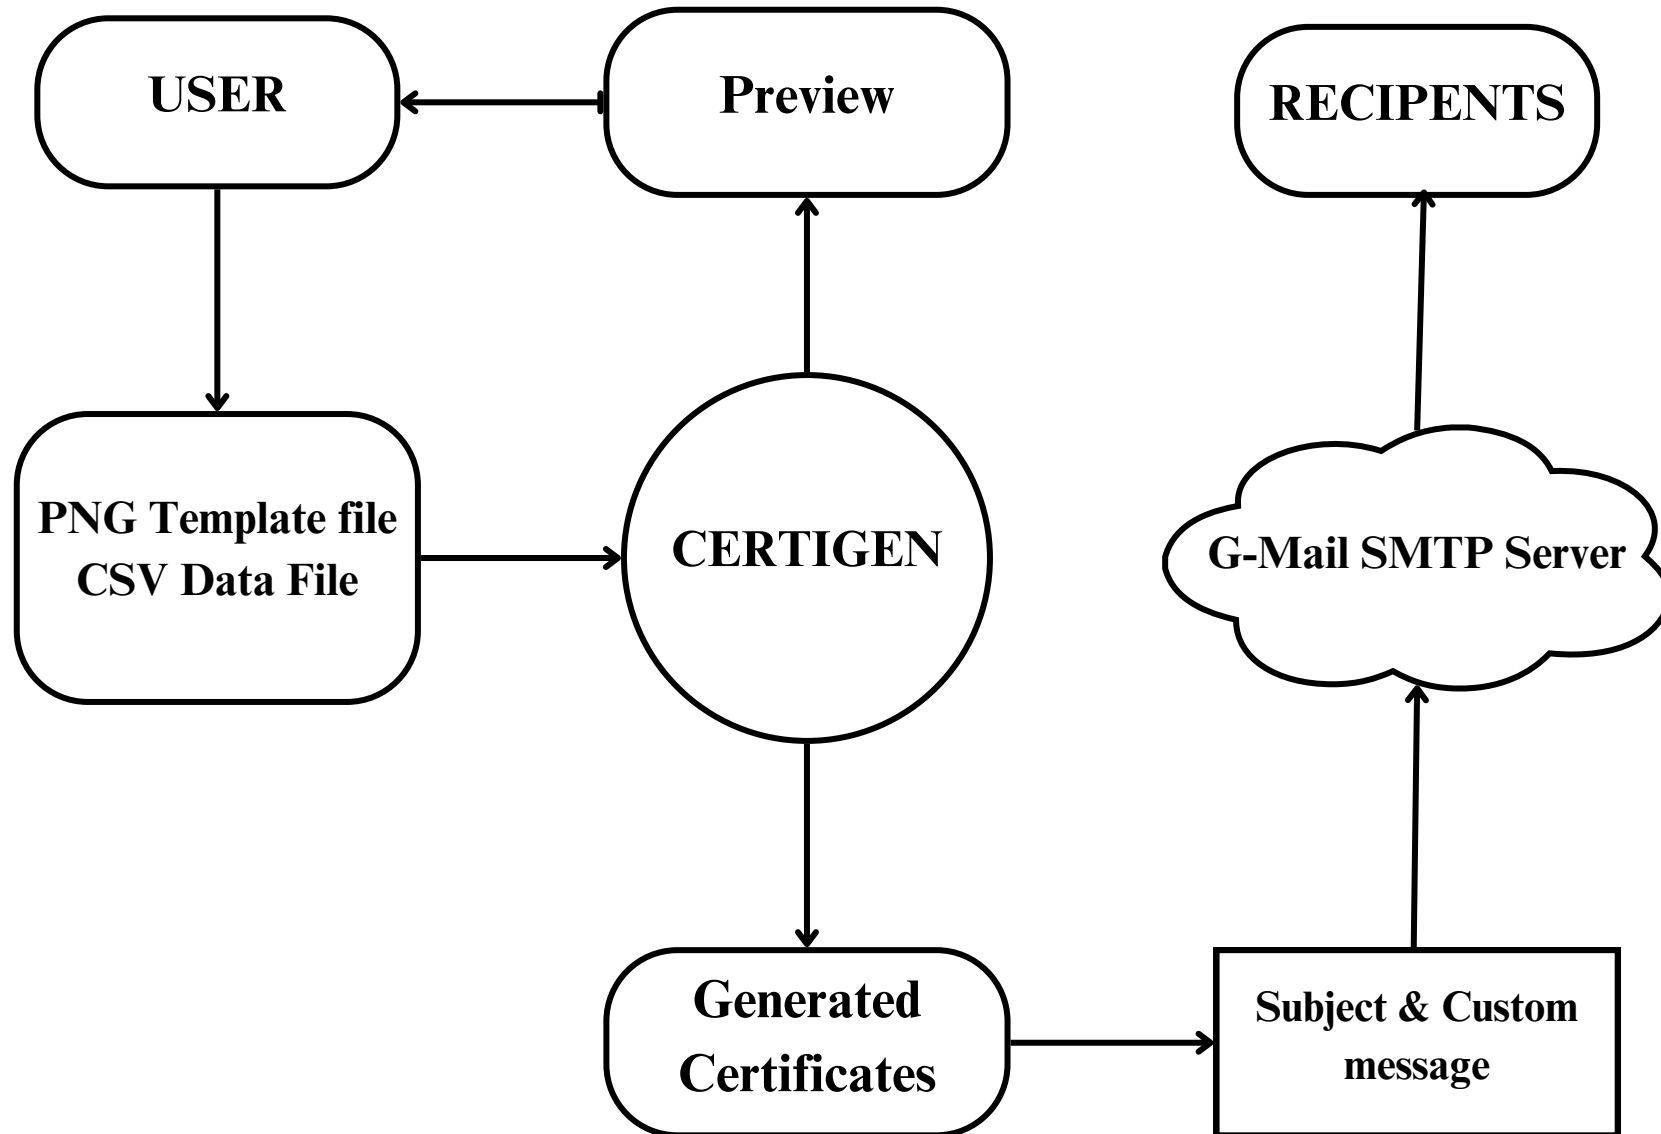 USER
Preview
RECIPENTS
PNG Template file
CSV Data File
CERTIGEN
G-Mail SMTP Server
Generated
Certificates
Subject & Custom
message